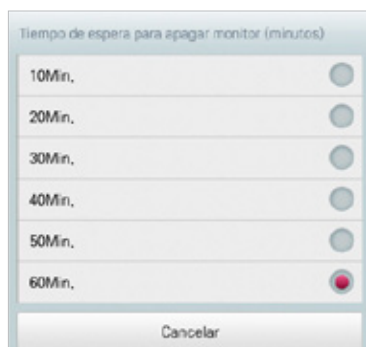 Tiempo de espera para apagar monitor (minutos)
10Min,
20Min,
30Min,
40Min,
50Min,
60Min,
Cancelar